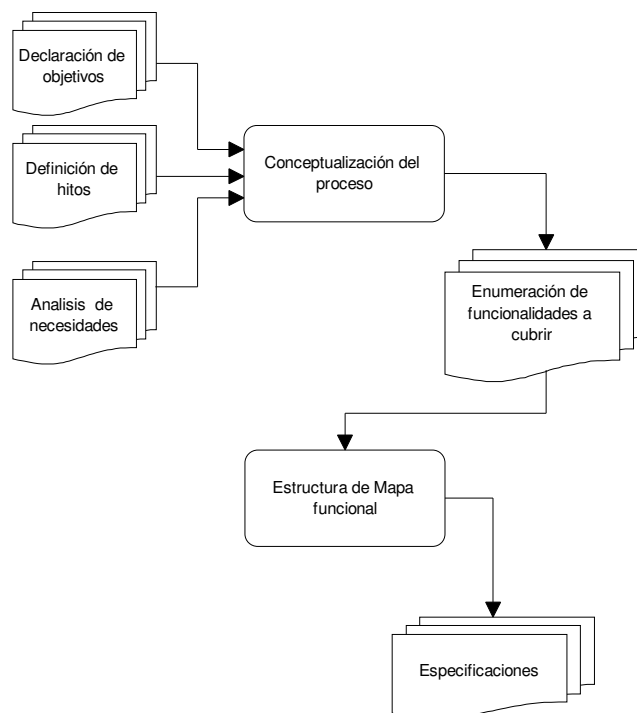 Declaración de
objetivos
Definición de
hitos
Analisis de
necesidades
Conceptualización del
proceso
Enumeración de
funcionalidades a
cubrir
Estructura de Mapa
funcional
Especificaciones